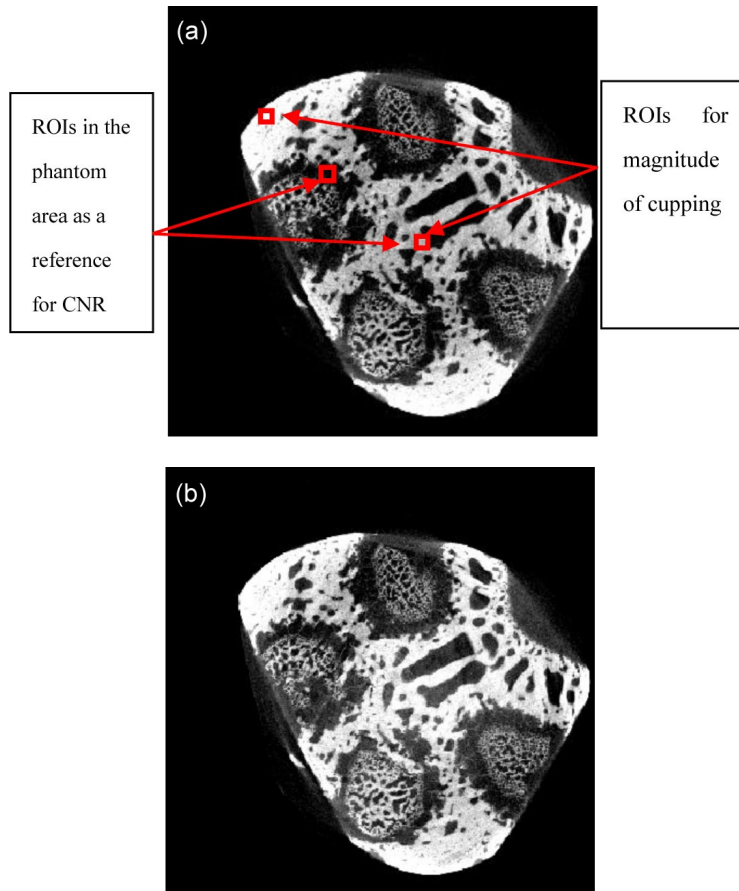 (a)
ROIs in the
phantom
area as a
reference
for CNR
ROIs for
magnitude
of cupping
(b)